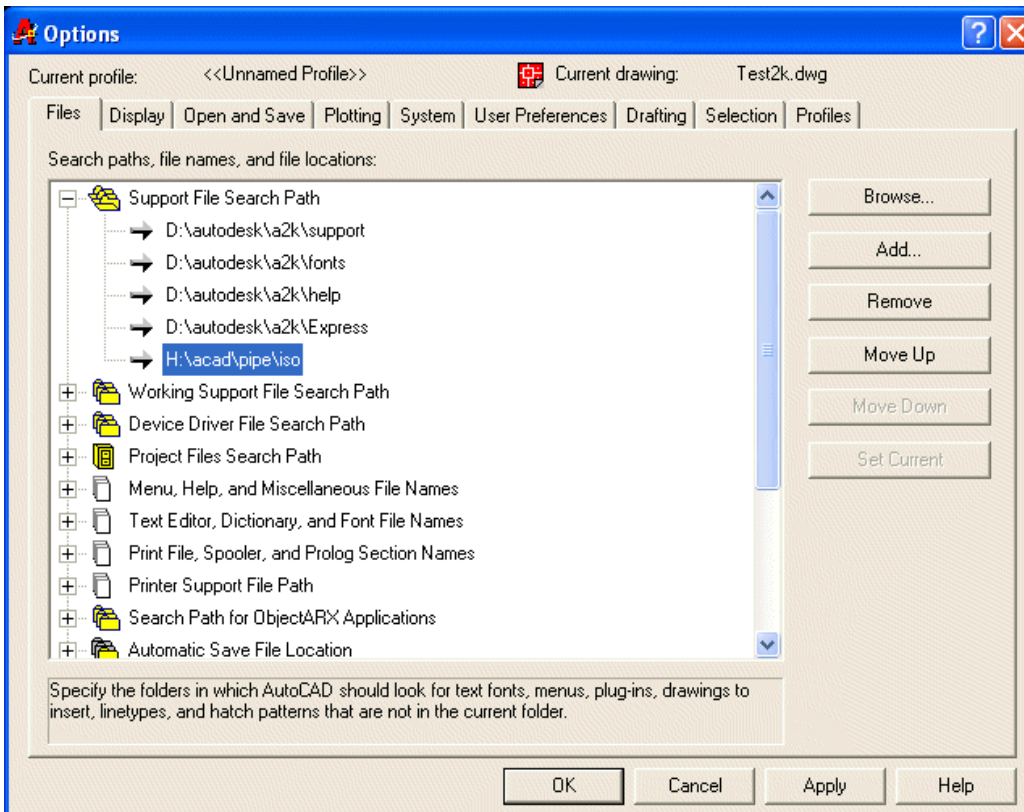 Options
Current profile: <<Unnamed Profile>> Current drawing: Test2k.dwg
Files Display Open and Save Plotting System User Preferences Drafting Selection Profiles
Search paths, file names, and file locations:
Support File Search Path
D:\autodesk\a2k\support
D:\autodesk\a2k\fonts
D:\autodesk\a2k\help
D:\autodesk\a2k\Express
H:\acad\pipe\iso
Working Support File Search Path
Device Driver File Search Path
Project Files Search Path
Menu, Help, and Miscellaneous File Names
Text Editor, Dictionary, and Font File Names
Print File, Spooler, and Prolog Section Names
Printer Support File Path
Search Path for ObjectARX Applications
Automatic Save File Location
Browse...
Add...
Remove
Move Up
Move Down
Set Current
Specify the folders in which AutoCAD should look for text fonts, menus, plug-ins, drawings to
insert, linetypes, and hatch patterns that are not in the current folder.
OK Cancel Apply Help